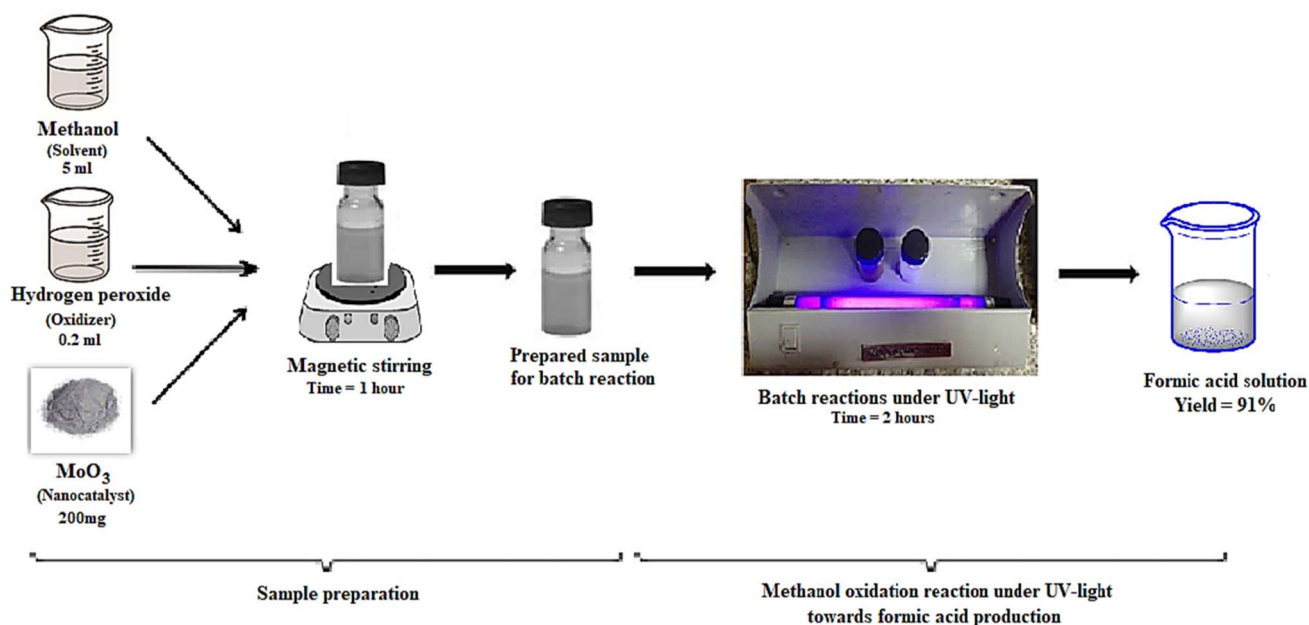 Methanol
(Solvent)
5 ml
Hydrogen peroxide
(Oxidizer)
0.2 ml
MoO₃
(Nanocatalyst)
200mg
Magnetic stirring
Time = 1 hour
Prepared sample
for batch reaction
Batch reactions under UV-light
Time = 2 hours
Formic acid solution
Yield = 91%
Sample preparation
Methanol oxidation reaction under UV-light
towards formic acid production